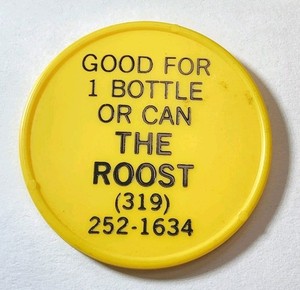 GOOD FOR
1 BOTTLE
OR CAN
THE
ROOST
(319)
252-1634